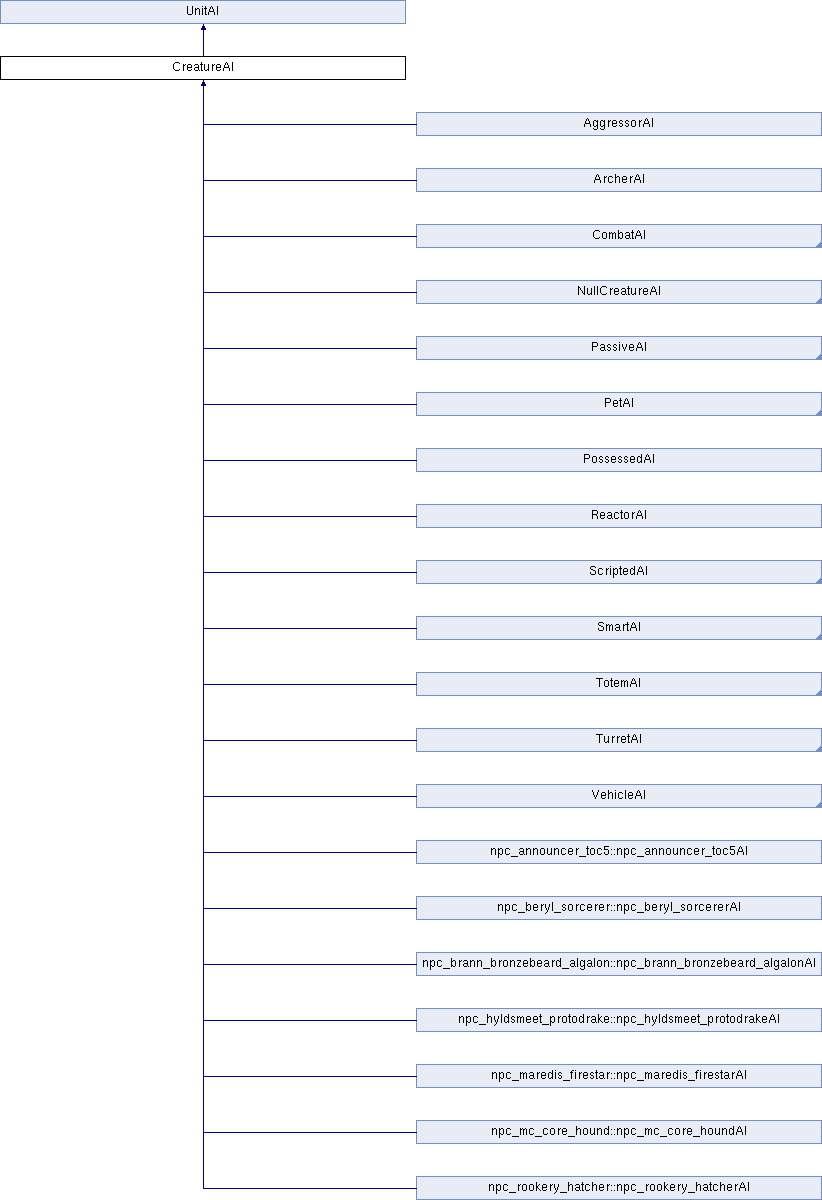 UnitAI
CreatureAI
AggressorAI
ArcherAI
CombatAI
NullCreatureAI
PassiveAI
PetAI
PossessedAI
ReactorAI
ScriptedAI
SmartAI
TotemAI
TurretAI
VehicleAI
npc_announcer_toc5::npc_announcer_toc5AI
npc_beryl_sorcerer::npc_beryl_sorcererAI
npc_brann_bronzebeard_algalon::npc_brann_bronzebeard_algalonAI
npc_hyldsmeet_protodrake::npc_hyldsmeet_protodrakeAI
npc_maredis_firestar::npc_maredis_firestarAI
npc_mc_core_hound::npc_mc_core_houndAI
npc_rookery_hatcher::npc_rookery_hatcherAI